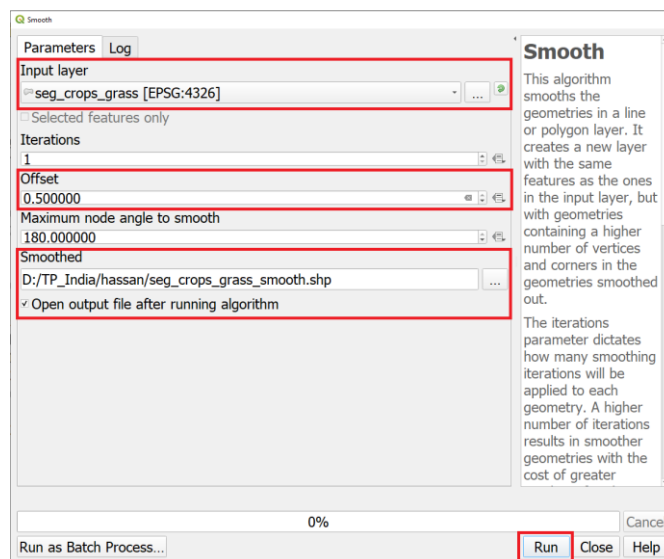 Smooth
Parameters Log
Input layer
seg_crops_grass [EPSG:4326]
...
Selected features only
Iterations
1
Offset
0.500000
Maximum node angle to smooth
180.000000
Smoothed
D:/TP_India/hassan/seg_crops_grass_smooth.shp
...
Open output file after running algorithm
Smooth
This algorithm
smooths the
geometries in a line
or polygon layer. It
creates a new layer
with the same
features as the ones
in the input layer, but
with geometries
containing a higher
number of vertices
and corners in the
geometries smoothed
out.
The iterations
parameter dictates
how many smoothing
iterations will be
applied to each
geometry. A higher
number of iterations
results in smoother
geometries with the
cost of greater
0%
Cance
Run as Batch Process...
Run Close Help